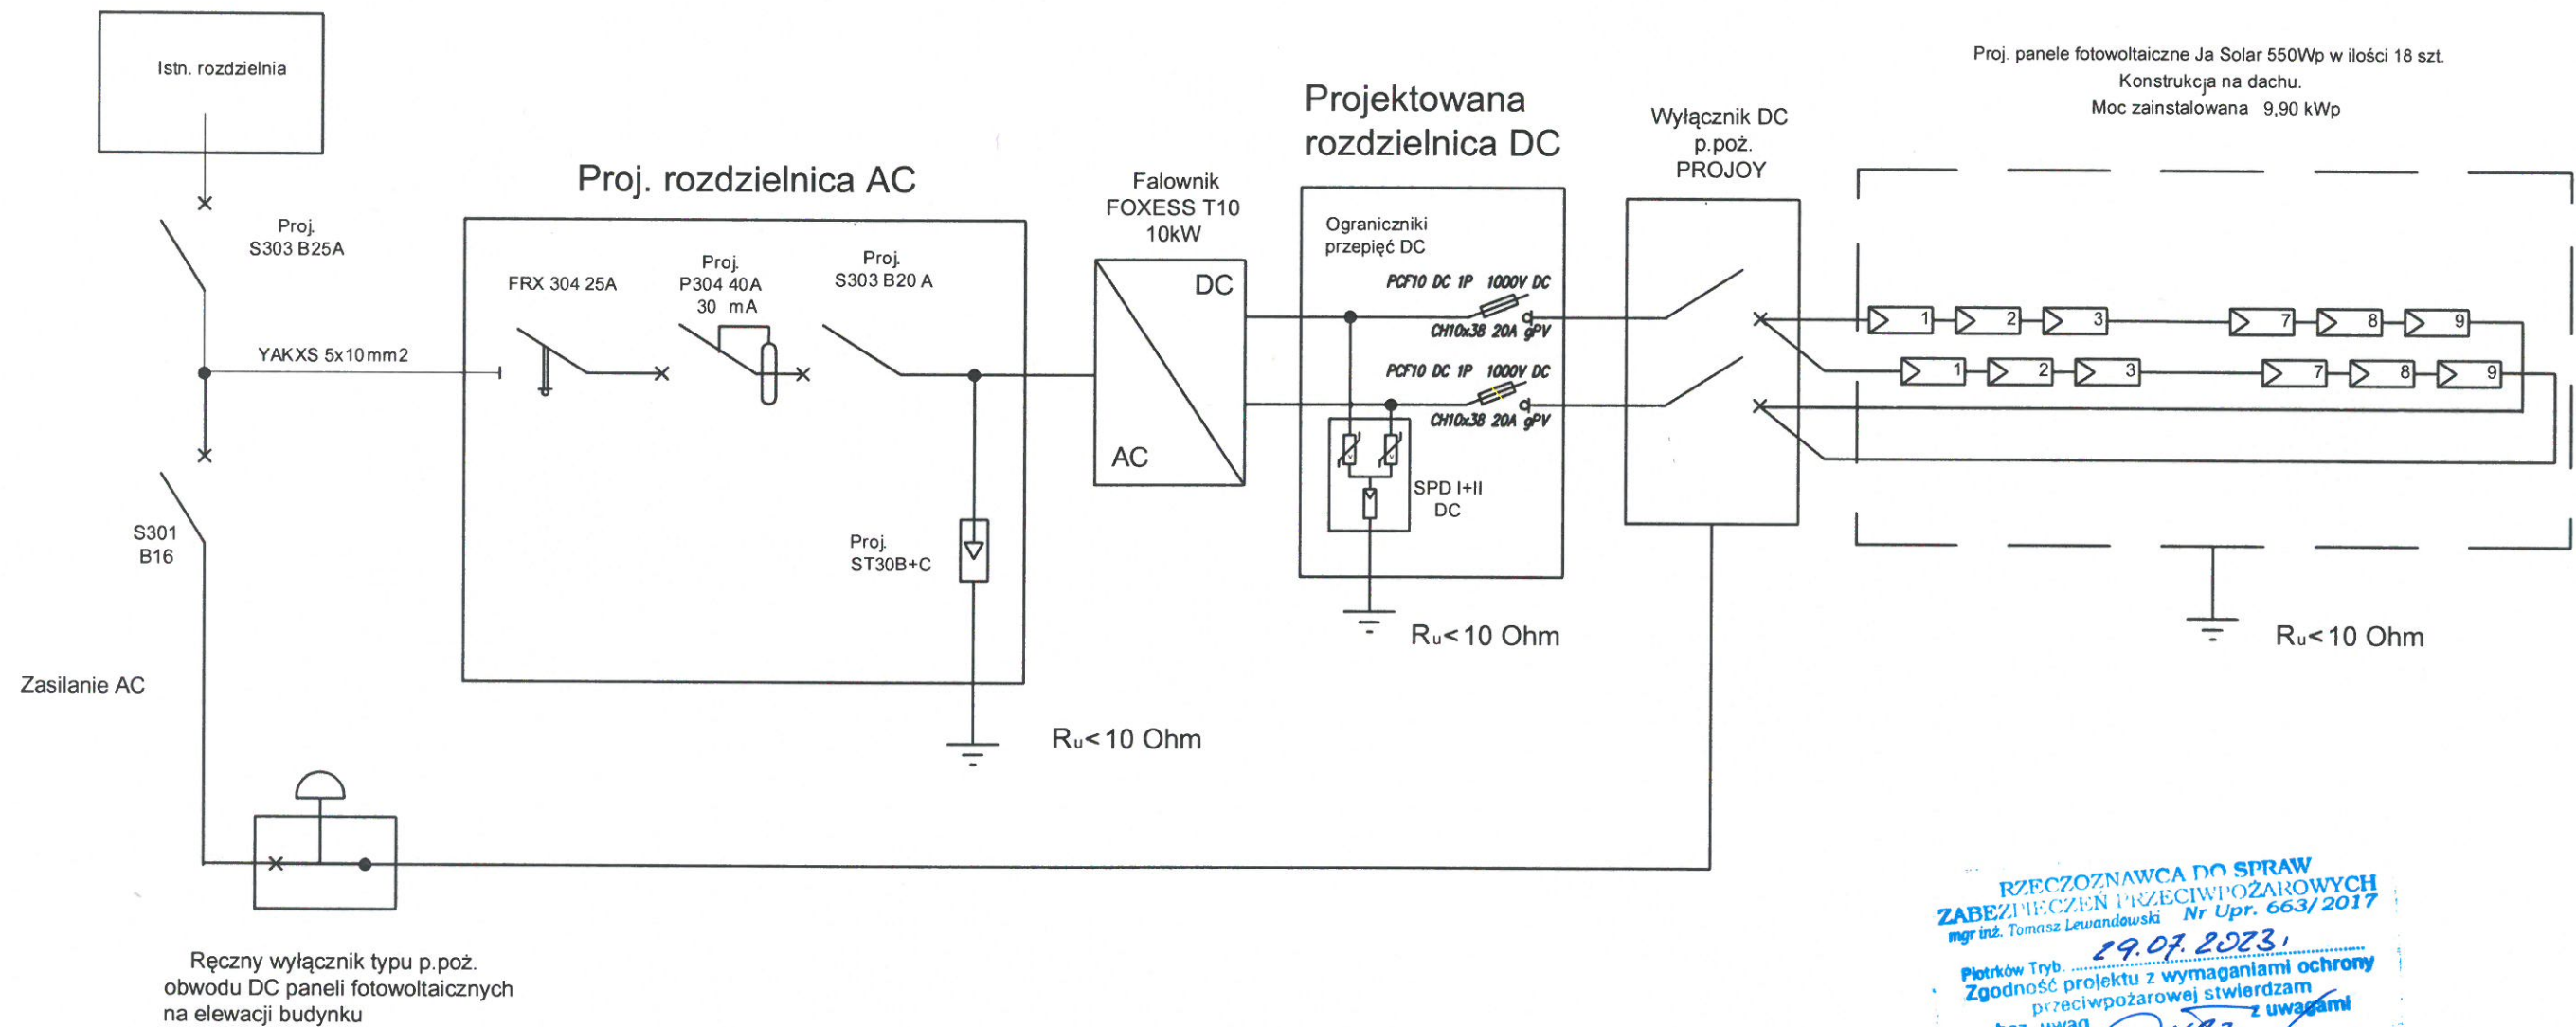 Istn. rozdzielnia
Proj.
S303 B25A
YAKXS 5x10mm2
S301
B16
Zasilanie AC
Ręczny wyłącznik typu p.poż.
obwodu DC paneli fotowoltaicznych
na elewacji budynku
Proj. rozdzielnica AC
FRX 304 25A
Proj.
P304 40A
30 mA
Proj.
S303 B20 A
Proj.
ST30B+C
Ru<10 Ohm
Falownik
FOXESS T10
10kW
DC
AC
Projektowana
rozdzielnica DC
Ograniczniki
przepięć DC
PCF10 DC 1P 1000V DC
CH10x38 20A gPV
PCF10 DC 1P 1000V DC
CH10x38 20A gPV
SPD I+II
DC
Ru<10 Ohm
Wyłącznik DC
p.poż.
PROJOY
Proj. panele fotowoltaiczne Ja Solar 550Wp w ilości 18 szt.
Konstrukcja na dachu.
Moc zainstalowana 9,90 kWp
1 2 3 7 8 9
1 2 3 7 8 9
Ru<10 Ohm
RZECZOZNAWCA DO SPRAW
ZABEZPIECZEŃ PRZECIWPOŻAROWYCH
mgr inż. Tomasz Lewandowski Nr Upr. 663/2017
Piotrków Tryb. 29.07.2023.
Zgodność projektu z wymaganiami ochrony
przeciwpożarowej stwierdzam
z uwagami
bez uwag